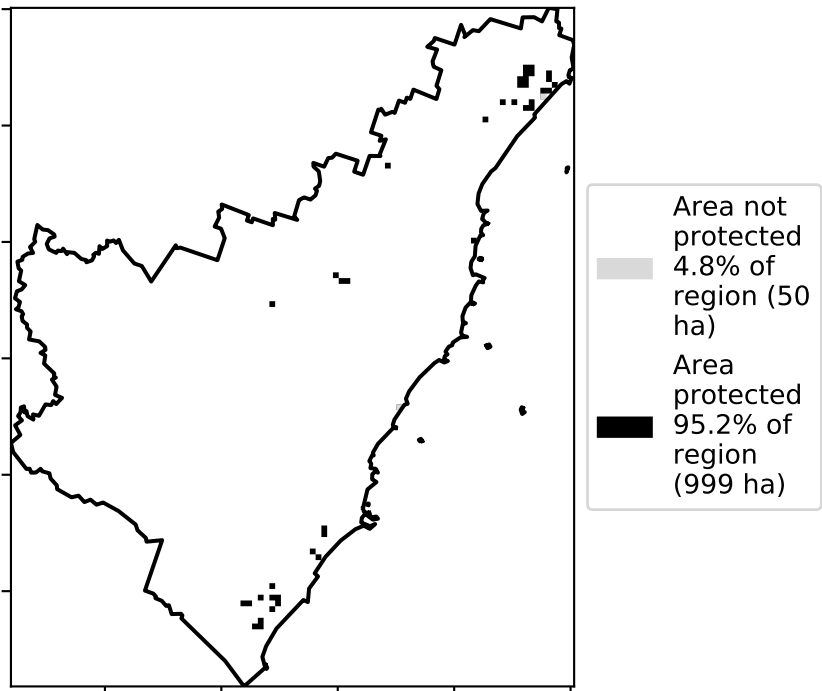 Area not
protected
4.8% of
region (50
ha)
Area
protected
95.2% of
region
(999 ha)